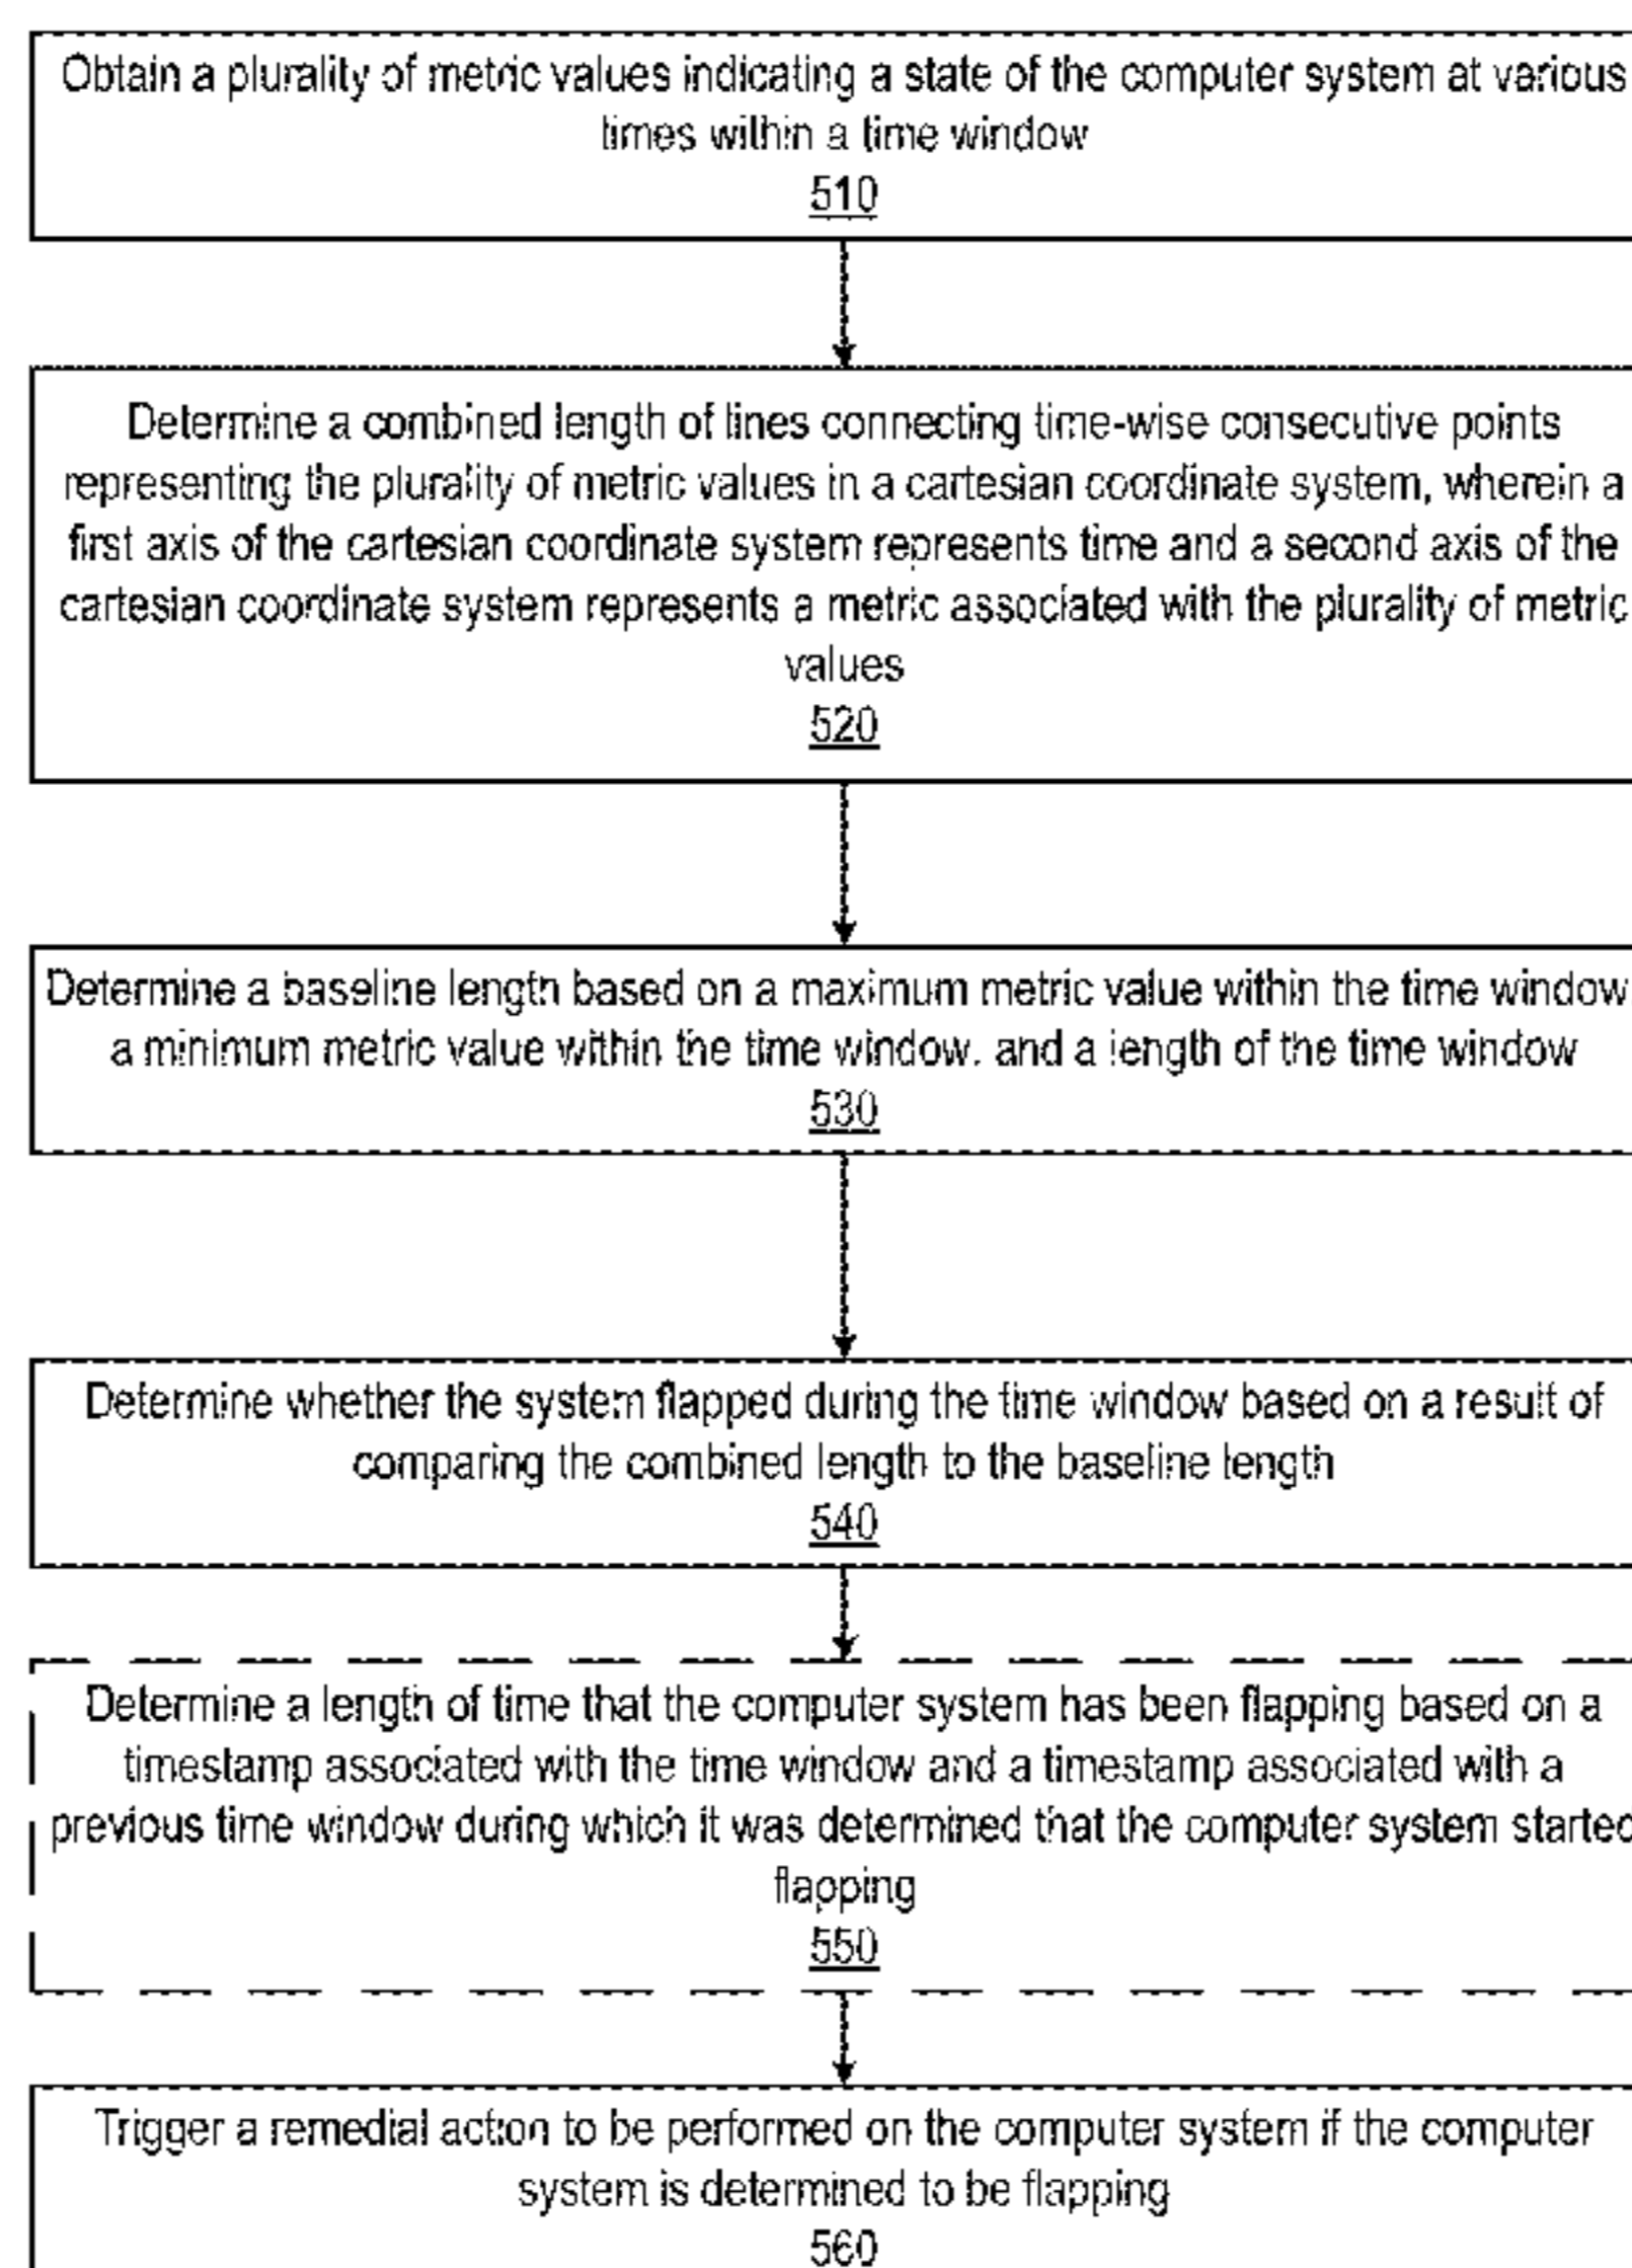 Obtain a plurality of metric values indicating a state of the computer system at various
times within a time window
510
Determine a combined length of lines connecting time-wise consecutive points
representing the plurality of metric values in a cartesian coordinate system, wherein a
first axis of the cartesian coordinate system represents time and a second axis of the
cartesian coordinate system represents a metric associated with the plurality of metric
values
520
Determine a baseline length based on a maximum metric value within the time window
a minimum metric value within the time window, and a length of the time window
530
Determine whether the system flapped during the time window based on a result of
comparing the combined length to the baseline length
540
Determine a length of time that the computer system has been flapping based on a
timestamp associated with the time window and a timestamp associated with a
previous time window during which it was determined that the computer system started
flapping
550
Trigger a remedial action to be performed on the computer system if the computer
system is determined to be flapping
560